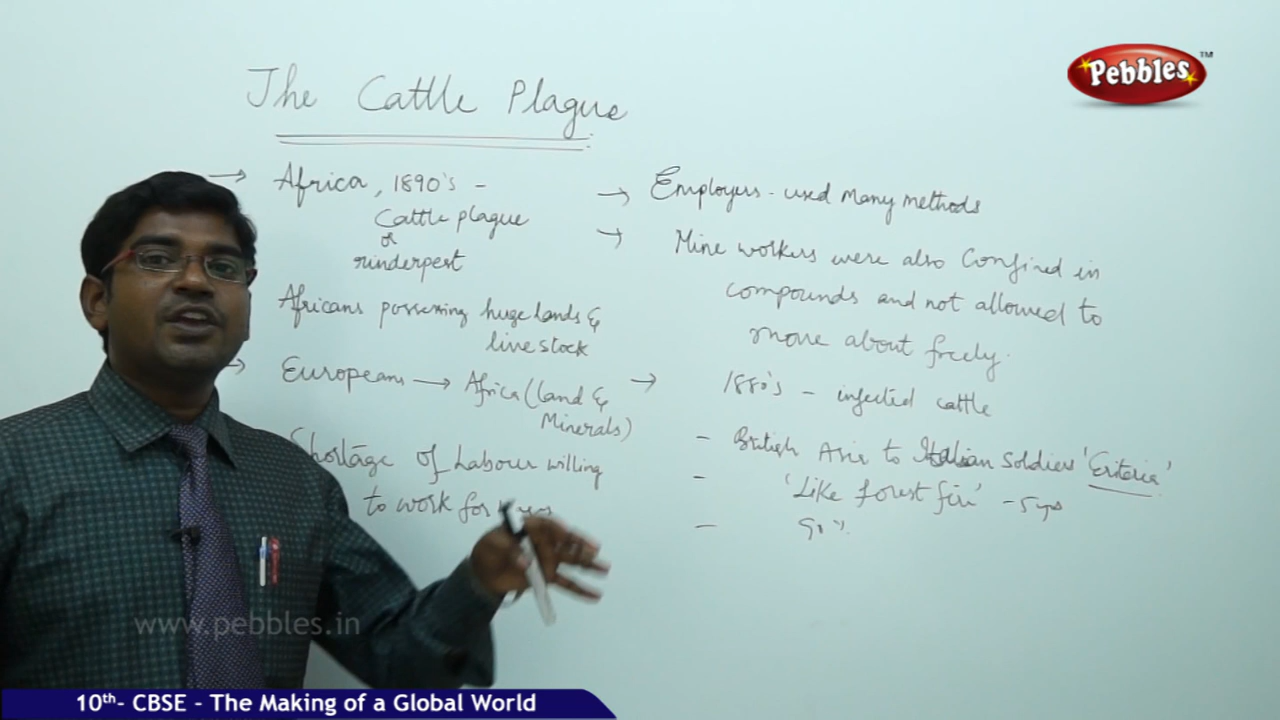 Pebbles™
The Cattle Plague
→ Africa, 1890's -
Cattle plague
or
rinderpest
Africans possessing huge lands &
live stock
→ Europeans → Africa (land &
Minerals)
Shortage of Labour willing
to work for
→ Employers - used Many methods
→ Mine workers were also Confined in
compounds and not allowed to
move about freely.
→ 1880's - infected cattle
- British Asia to Italian Soldiers 'Eriteria'
- 'Like forest fire' - 5 yrs
- 90%
www.pebbles.in
10th- CBSE - The Making of a Global World